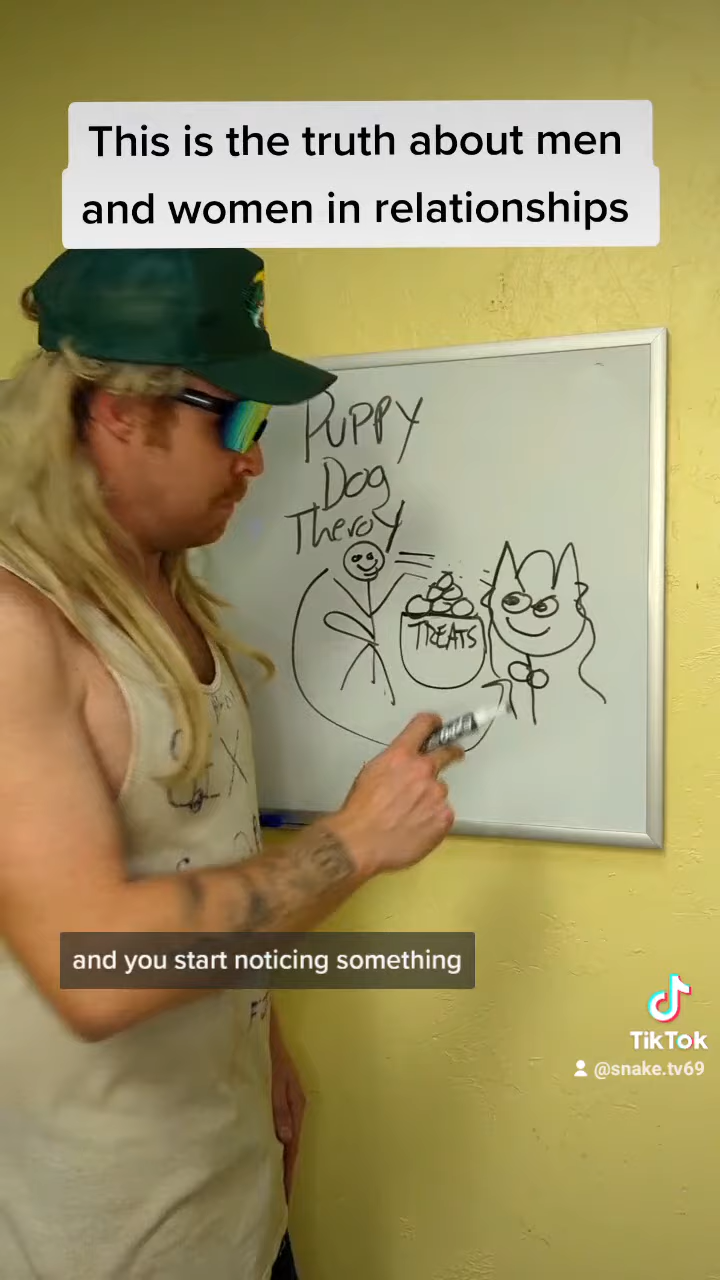 This is the truth about men
and women in relationships
PUPPY
Dog
TheroY
TREATS
and you start noticing something
TikTok
@snake.tv69